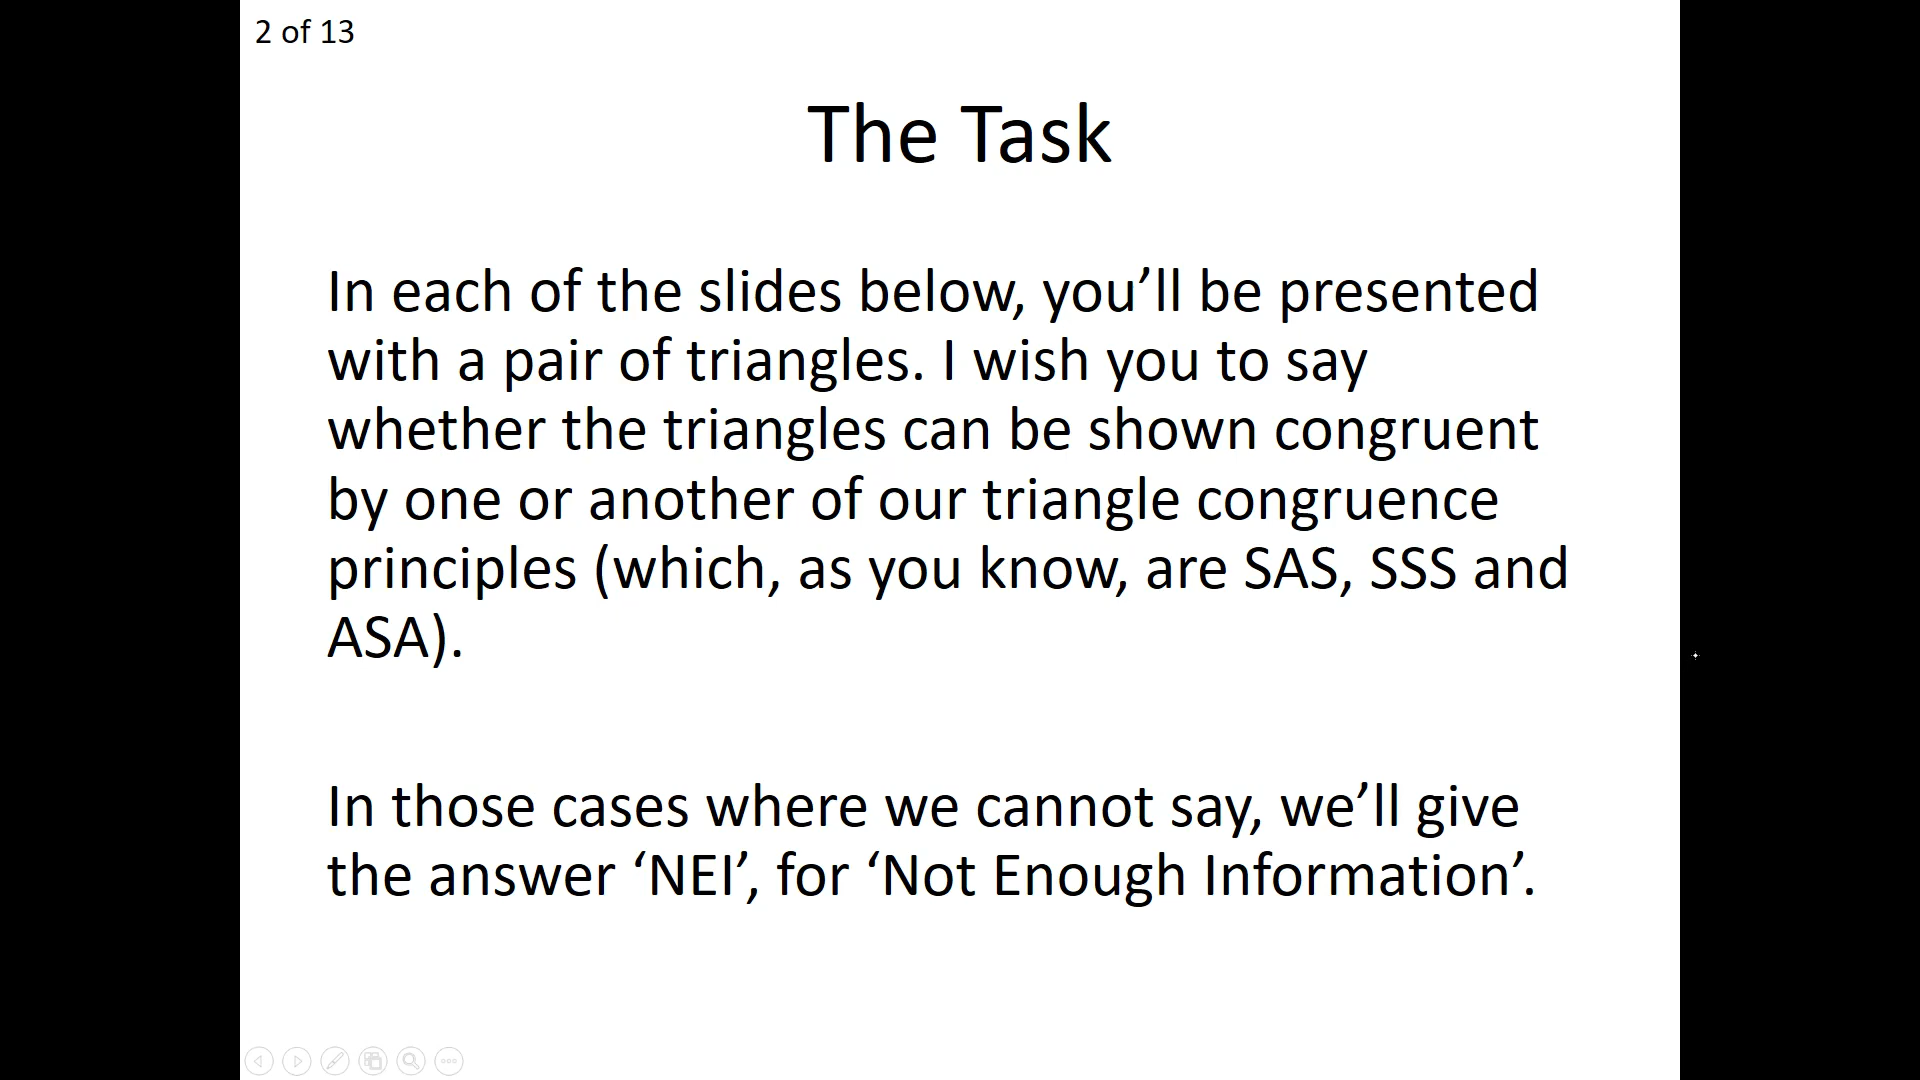 2 of 13
The Task
In each of the slides below, you’ll be presented
with a pair of triangles. I wish you to say
whether the triangles can be shown congruent
by one or another of our triangle congruence
principles (which, as you know, are SAS, SSS and
ASA).
In those cases where we cannot say, we’ll give
the answer ‘NEI’, for ‘Not Enough Information’.